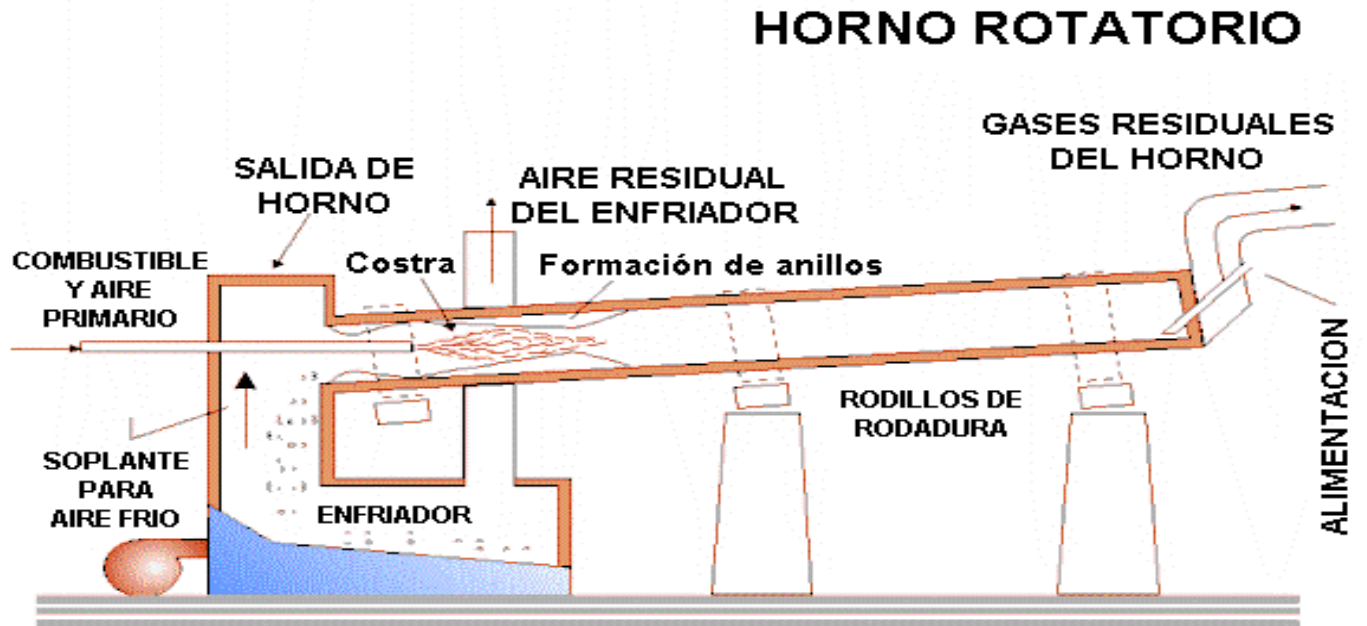 HORNO ROTATORIO
GASES RESIDUALES
DEL HORNO
SALIDA DE
HORNO
AIRE RESIDUAL
DEL ENFRIADOR
COMBUSTIBLE
Y AIRE
PRIMARIO
Costra
Formación de anillos
RODILLOS DE
RODADURA
ALIMENTACION
SOPLANTE
PARA
AIRE FRIO
ENFRIADOR